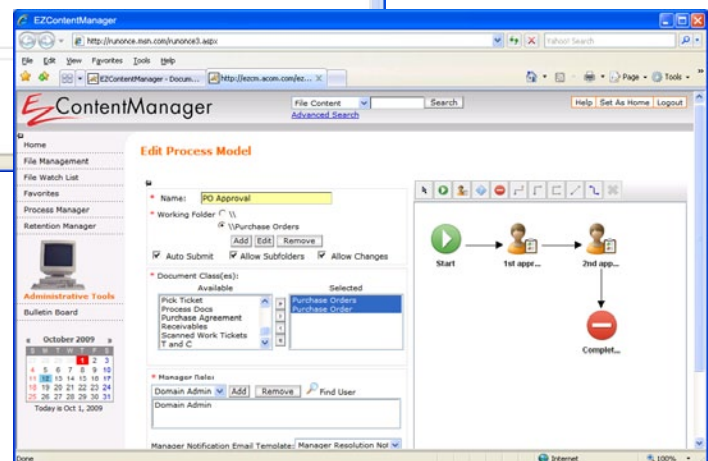 EZContentManager
http://runonce.msn.com/runonce3.aspx
Yahoo! Search
File Edit View Favorites Tools Help
EZContentManager - Docum...
http://ezcm.acom.com/ez...
Page Tools
EZContentManager
File Content
Search
Advanced Search
Help Set As Home Logout
Home
File Management
File Watch List
Favorites
Process Manager
Retention Manager
Administrative Tools
Bulletin Board
October 2009
S M T W T F S
1 2 3
4 5 6 7 8 9 10
11 12 13 14 15 16 17
18 19 20 21 22 23 24
25 26 27 28 29 30 31
Today is Oct 1, 2009
Edit Process Model
* Name: PO Approval
* Working Folder \\
\\Purchase Orders
Add Edit Remove
Auto Submit Allow Subfolders Allow Changes
* Document Class(es):
Available Selected
Pick Ticket
Process Docs
Purchase Agreement
Receivables
Scanned Work Tickets
T and C
Purchase Orders
Purchase Order
* Manager Roles
Domain Admin Add Remove Find User
Domain Admin
Manager Notification Email Template: Manager Resolution Not
Start
1st appr...
2nd app...
Complet...
Done
Internet
100%